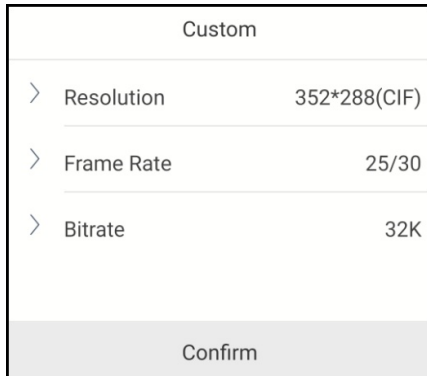 Custom
Resolution 352*288(CIF)
Frame Rate 25/30
Bitrate 32K
Confirm